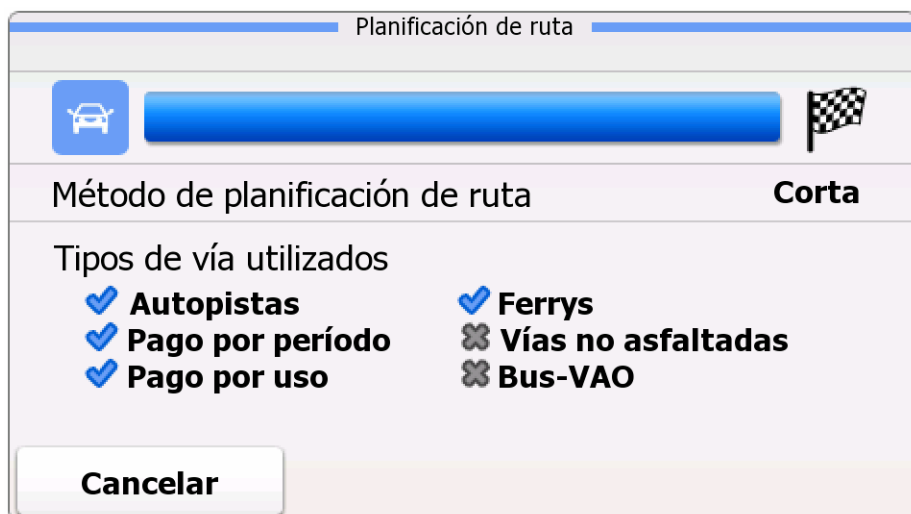 Planificación de ruta
Método de planificación de ruta Corta
Tipos de vía utilizados
Autopistas Ferrys
Pago por período Vías no asfaltadas
Pago por uso Bus-VAO
Cancelar